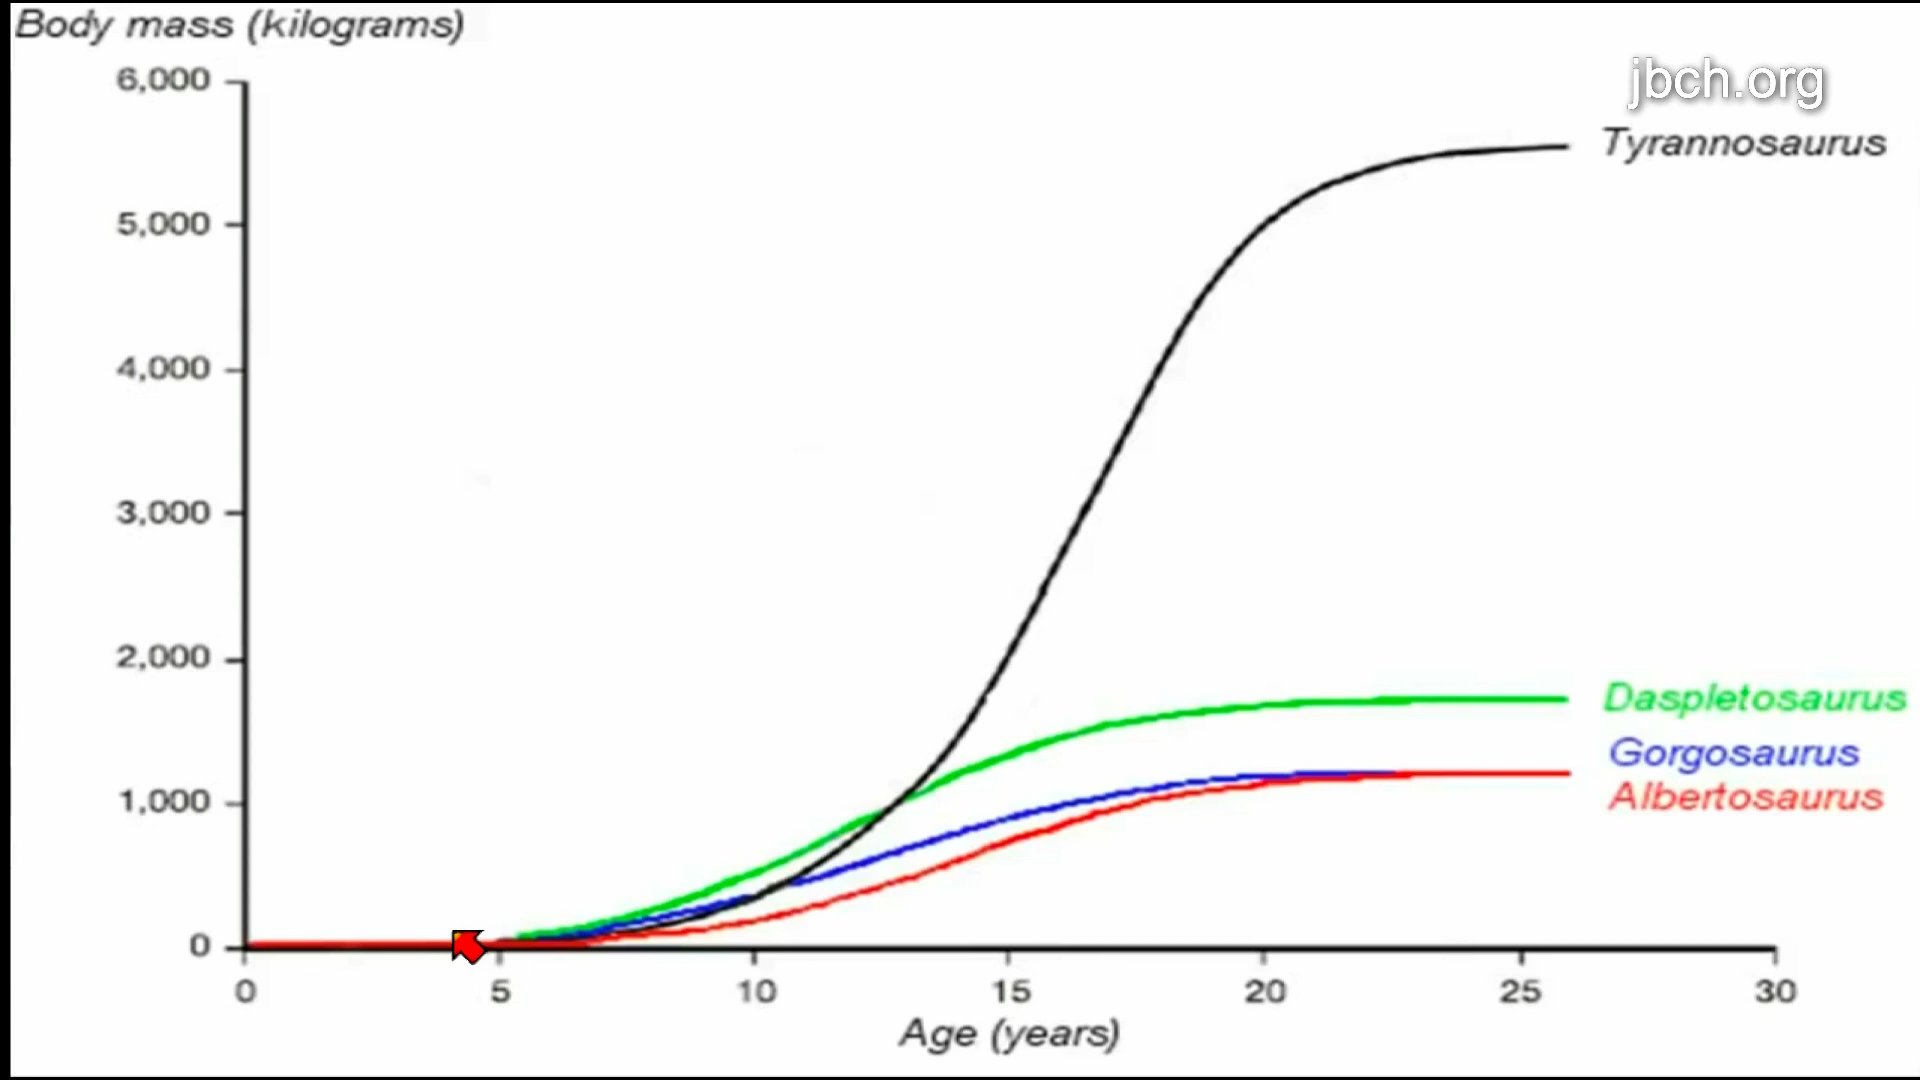 Body mass (kilograms)
jbch.org
6,000
Tyrannosaurus
5,000
4,000
3,000
2,000
Daspletosaurus
Gorgosaurus
1,000
Albertosaurus
0
0 5 10 15 20 25 30
Age (years)